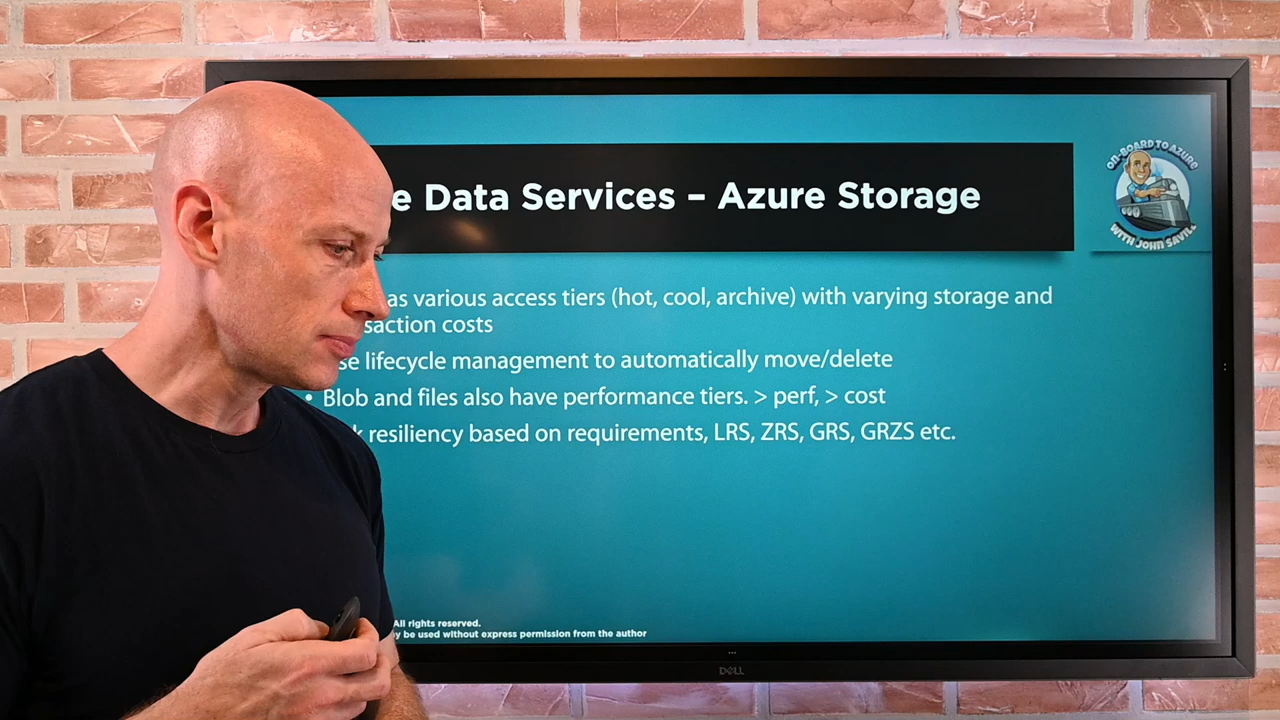 e Data Services – Azure Storage
ON-BOARD TO AZURE
WITH JOHN SAVILL
as various access tiers (hot, cool, archive) with varying storage and
saction costs
se lifecycle management to automatically move/delete
• Blob and files also have performance tiers. > perf, > cost
k resiliency based on requirements, LRS, ZRS, GRS, GRZS etc.
All rights reserved.
y be used without express permission from the author
DELL